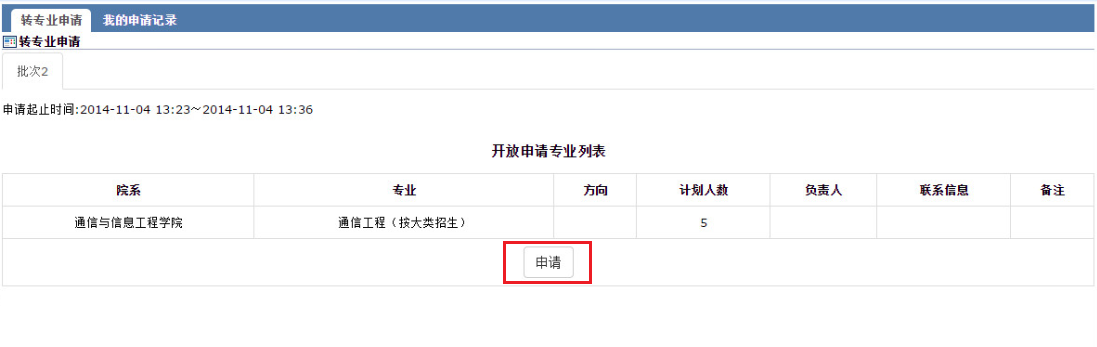 转专业申请 我的申请记录
转专业申请
批次2
申请起止时间:2014-11-04 13:23~2014-11-04 13:36
开放申请专业列表
院系 专业 方向 计划人数 负责人 联系信息 备注
通信与信息工程学院 通信工程（按大类招生） 5
申请